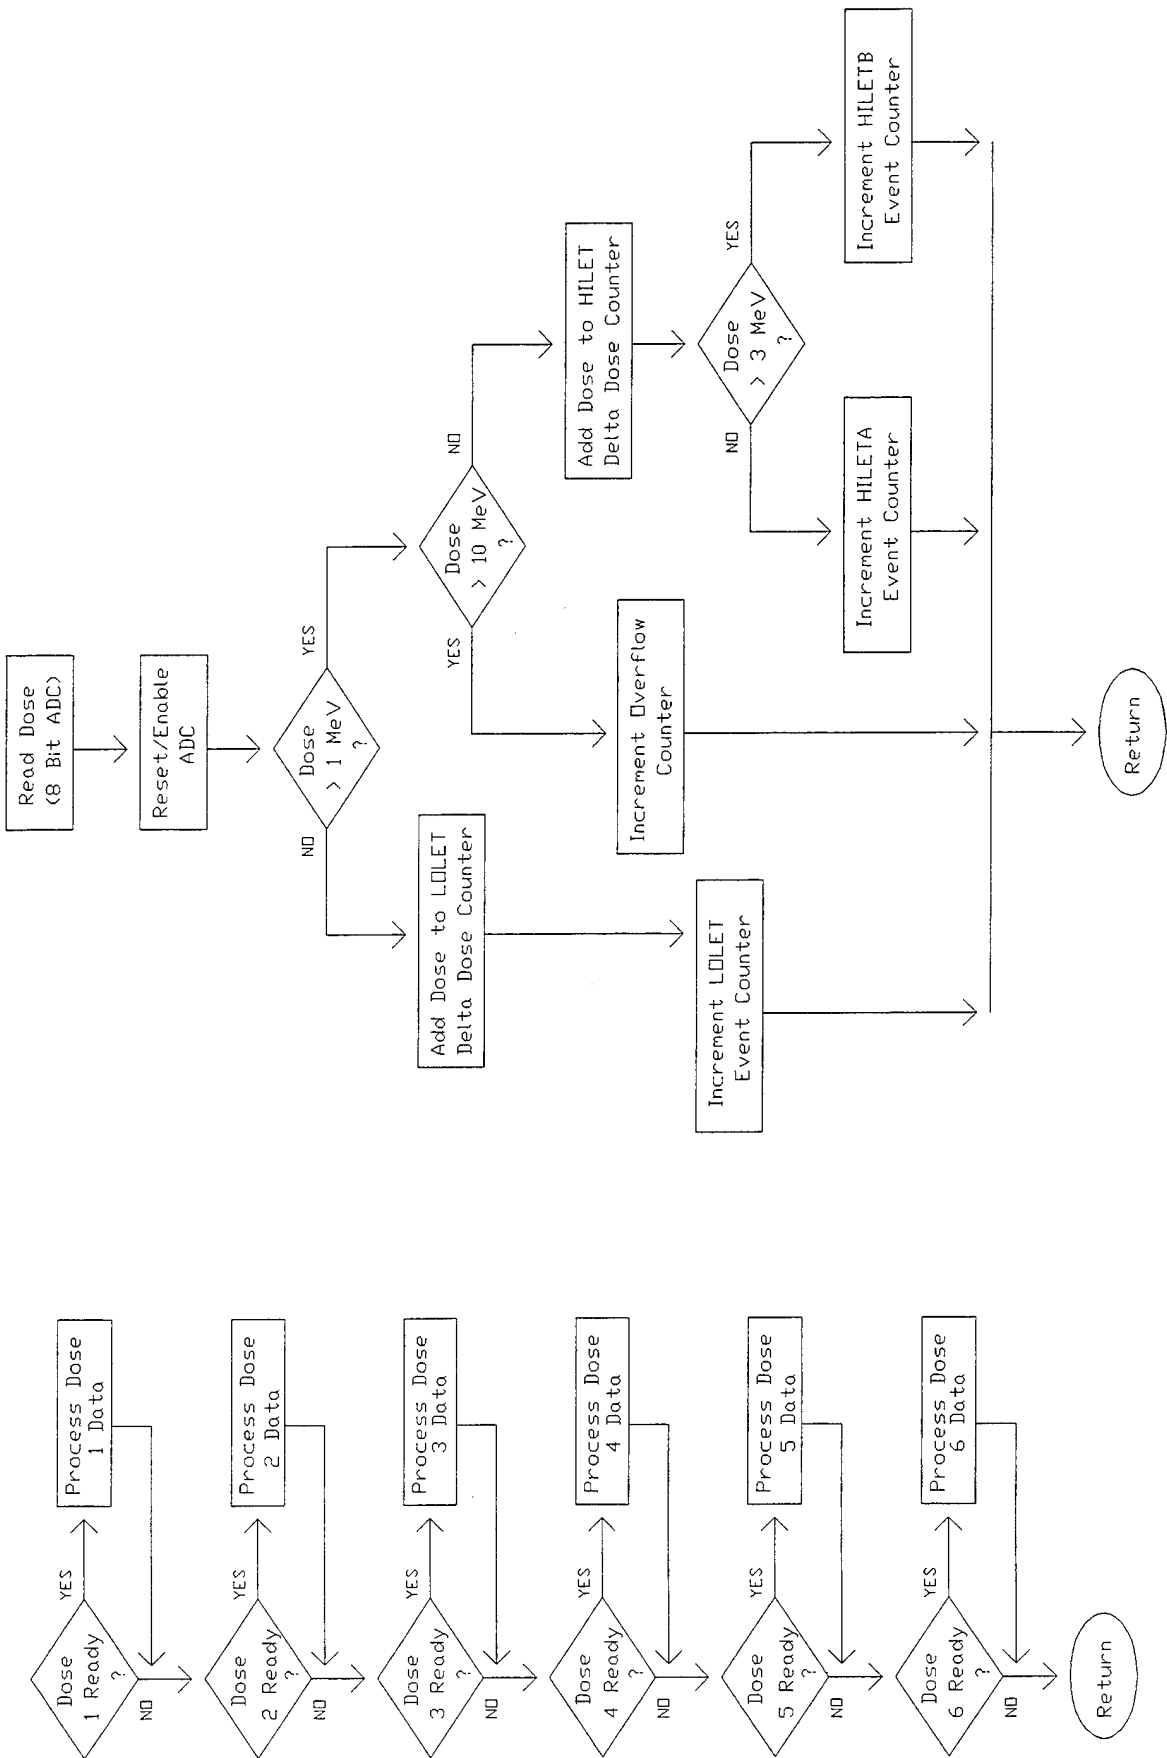 Dose
1 Ready
?
YES
NO
Process Dose
1 Data
Dose
2 Ready
?
YES
NO
Process Dose
2 Data
Dose
3 Ready
?
YES
NO
Process Dose
3 Data
Dose
4 Ready
?
YES
NO
Process Dose
4 Data
Dose
5 Ready
?
YES
NO
Process Dose
5 Data
Dose
6 Ready
?
YES
NO
Process Dose
6 Data
Return
Read Dose
(8 Bit ADC)
Reset/Enable
ADC
Dose
> 1 MeV
?
NO
YES
Add Dose to LOLET
Delta Dose Counter
Increment LOLET
Event Counter
Dose
> 10 MeV
?
YES
NO
Increment Overflow
Counter
Add Dose to HILET
Delta Dose Counter
Dose
> 3 MeV
?
NO
YES
Increment HILETA
Event Counter
Increment HILETB
Event Counter
Return